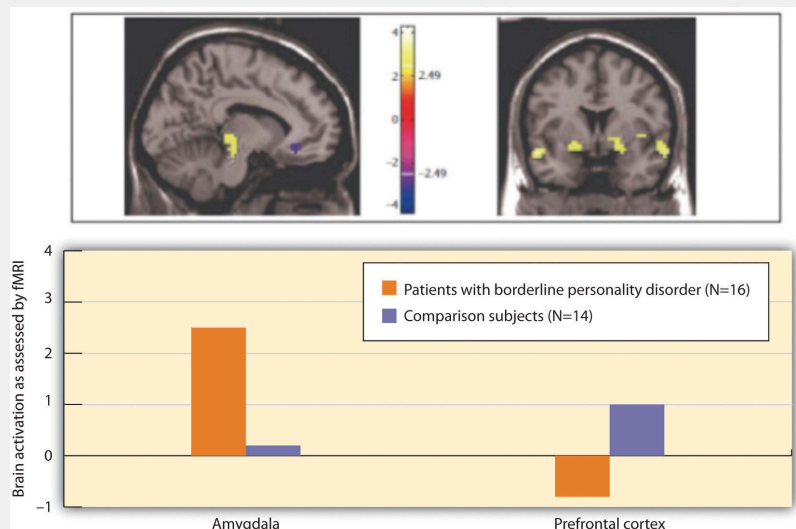 4
2
2.49
0
-2
-2.49
-4
Brain activation as assessed by fMRI
4
3
2
1
0
−1
Patients with borderline personality disorder (N=16)
Comparison subjects (N=14)
Amygdala
Prefrontal cortex